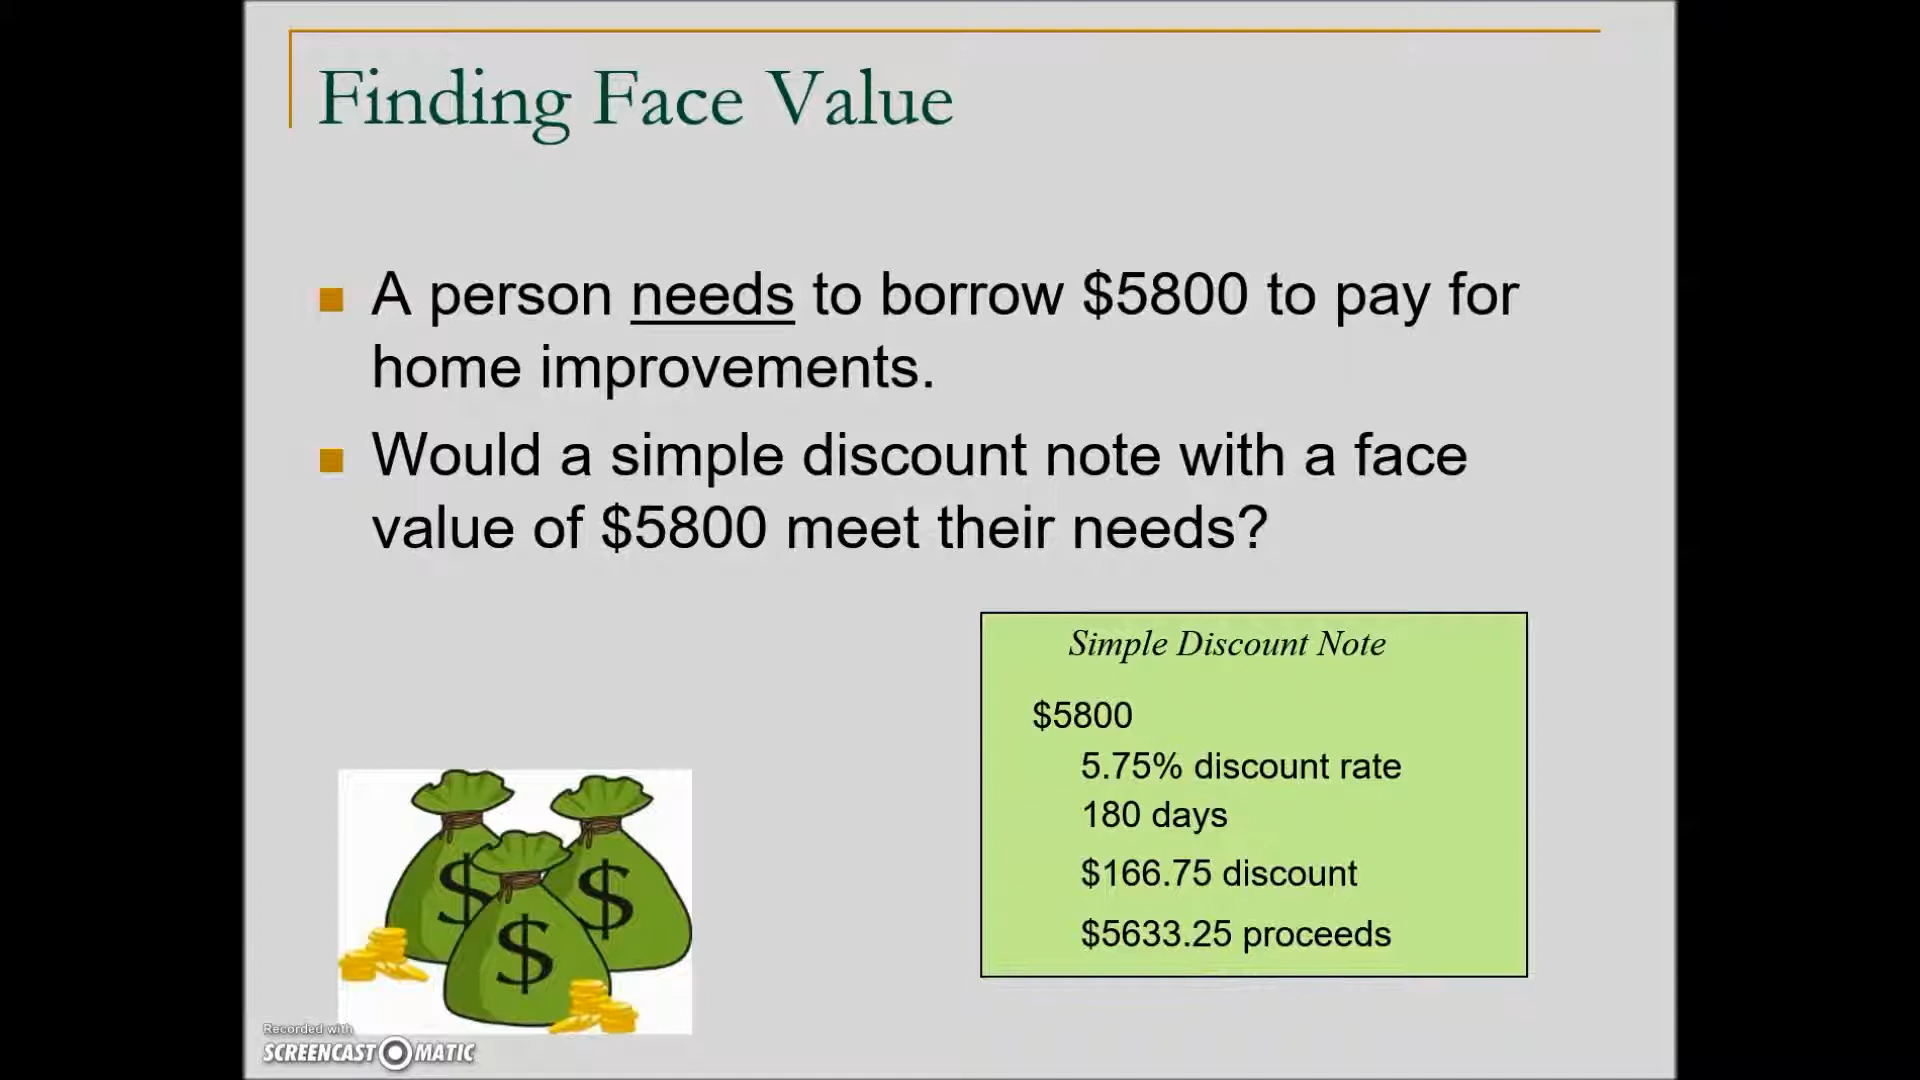 Finding Face Value
A person needs to borrow $5800 to pay for
home improvements.
Would a simple discount note with a face
value of $5800 meet their needs?
Simple Discount Note
$5800
5.75% discount rate
180 days
$166.75 discount
$5633.25 proceeds
$ $
$
Recorded with
SCREENCAST MATIC